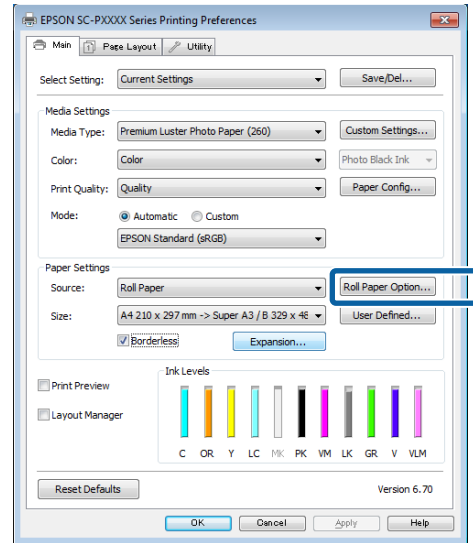 EPSON SC-PXXXX Series Printing Preferences
Main Page Layout Utility
Select Setting: Current Settings Save/Del...
Media Settings
Media Type: Premium Luster Photo Paper (260) Custom Settings...
Color: Color Photo Black Ink
Print Quality: Quality Paper Config...
Mode: Automatic Custom
EPSON Standard (sRGB)
Paper Settings
Source: Roll Paper Roll Paper Option...
Size: A4 210 x 297 mm -> Super A3 / B 329 x 48 User Defined...
Borderless Expansion...
Print Preview
Layout Manager
Ink Levels
C OR Y LC MK PK VM LK GR V VLM
Reset Defaults Version 6.70
OK Cancel Apply Help